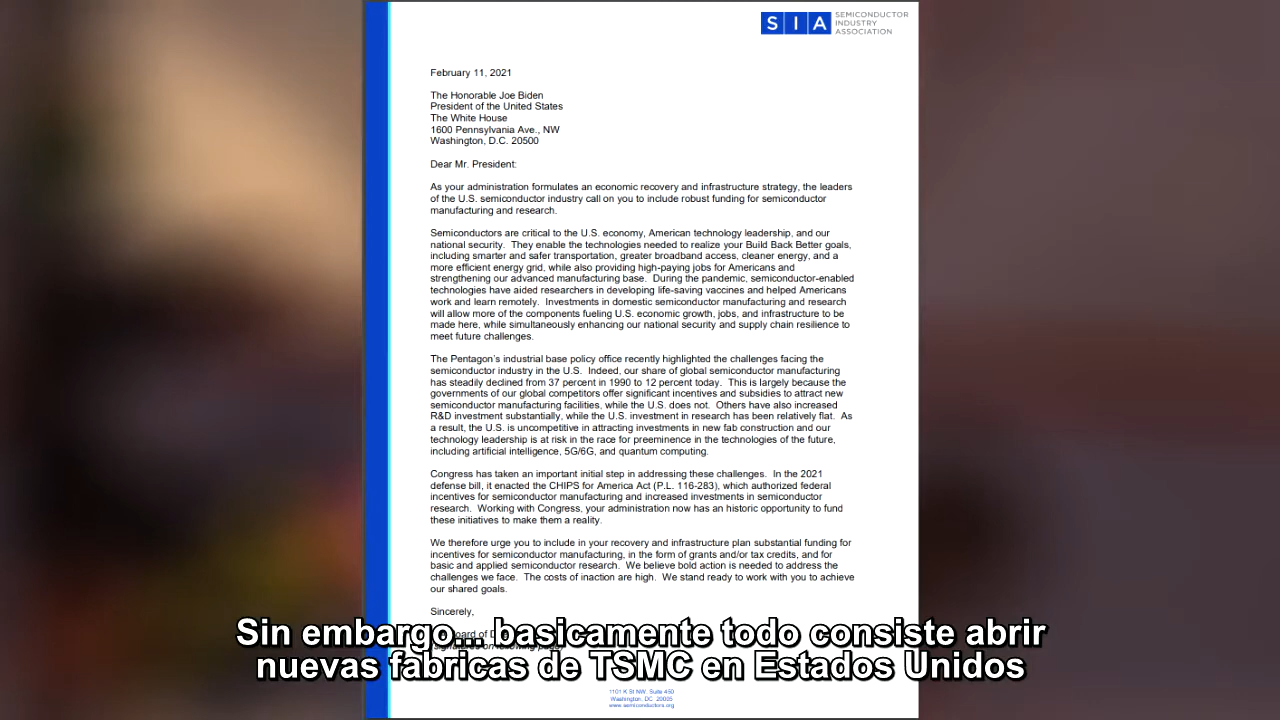 SIA SEMICONDUCTOR
INDUSTRY
ASSOCIATION
February 11, 2021
The Honorable Joe Biden
President of the United States
The White House
1600 Pennsylvania Ave., NW
Washington, D.C. 20500
Dear Mr. President:
As your administration formulates an economic recovery and infrastructure strategy, the leaders
of the U.S. semiconductor industry call on you to include robust funding for semiconductor
manufacturing and research.
Semiconductors are critical to the U.S. economy, American technology leadership, and our
national security. They enable the technologies needed to realize your Build Back Better goals,
including smarter and safer transportation, greater broadband access, cleaner energy, and a
more efficient energy grid, while also providing high-paying jobs for Americans and
strengthening our advanced manufacturing base. During the pandemic, semiconductor-enabled
technologies have aided researchers in developing life-saving vaccines and helped Americans
work and learn remotely. Investments in domestic semiconductor manufacturing and research
will allow more of the components fueling U.S. economic growth, jobs, and infrastructure to be
made here, while simultaneously enhancing our national security and supply chain resilience to
meet future challenges.
The Pentagon's industrial base policy office recently highlighted the challenges facing the
semiconductor industry in the U.S. Indeed, our share of global semiconductor manufacturing
has steadily declined from 37 percent in 1990 to 12 percent today. This is largely because the
governments of our global competitors offer significant incentives and subsidies to attract new
semiconductor manufacturing facilities, while the U.S. does not. Others have also increased
R&D investment substantially, while the U.S. investment in research has been relatively flat. As
a result, the U.S. is uncompetitive in attracting investments in new fab construction and our
technology leadership is at risk in the race for preeminence in the technologies of the future,
including artificial intelligence, 5G/6G, and quantum computing.
Congress has taken an important initial step in addressing these challenges. In the 2021
defense bill, it enacted the CHIPS for America Act (P.L. 116-283), which authorized federal
incentives for semiconductor manufacturing and increased investments in semiconductor
research. Working with Congress, your administration now has an historic opportunity to fund
these initiatives to make them a reality.
We therefore urge you to include in your recovery and infrastructure plan substantial funding for
incentives for semiconductor manufacturing, in the form of grants and/or tax credits, and for
basic and applied semiconductor research. We believe bold action is needed to address the
challenges we face. The costs of inaction are high. We stand ready to work with you to achieve
our shared goals.
Sincerely,
Sin embargo... basicamente todo consiste abrir
nuevas fabricas de TSMC en Estados Unidos
1101 K St NW, Suite 450
Washington, DC 20005
www.semiconductors.org